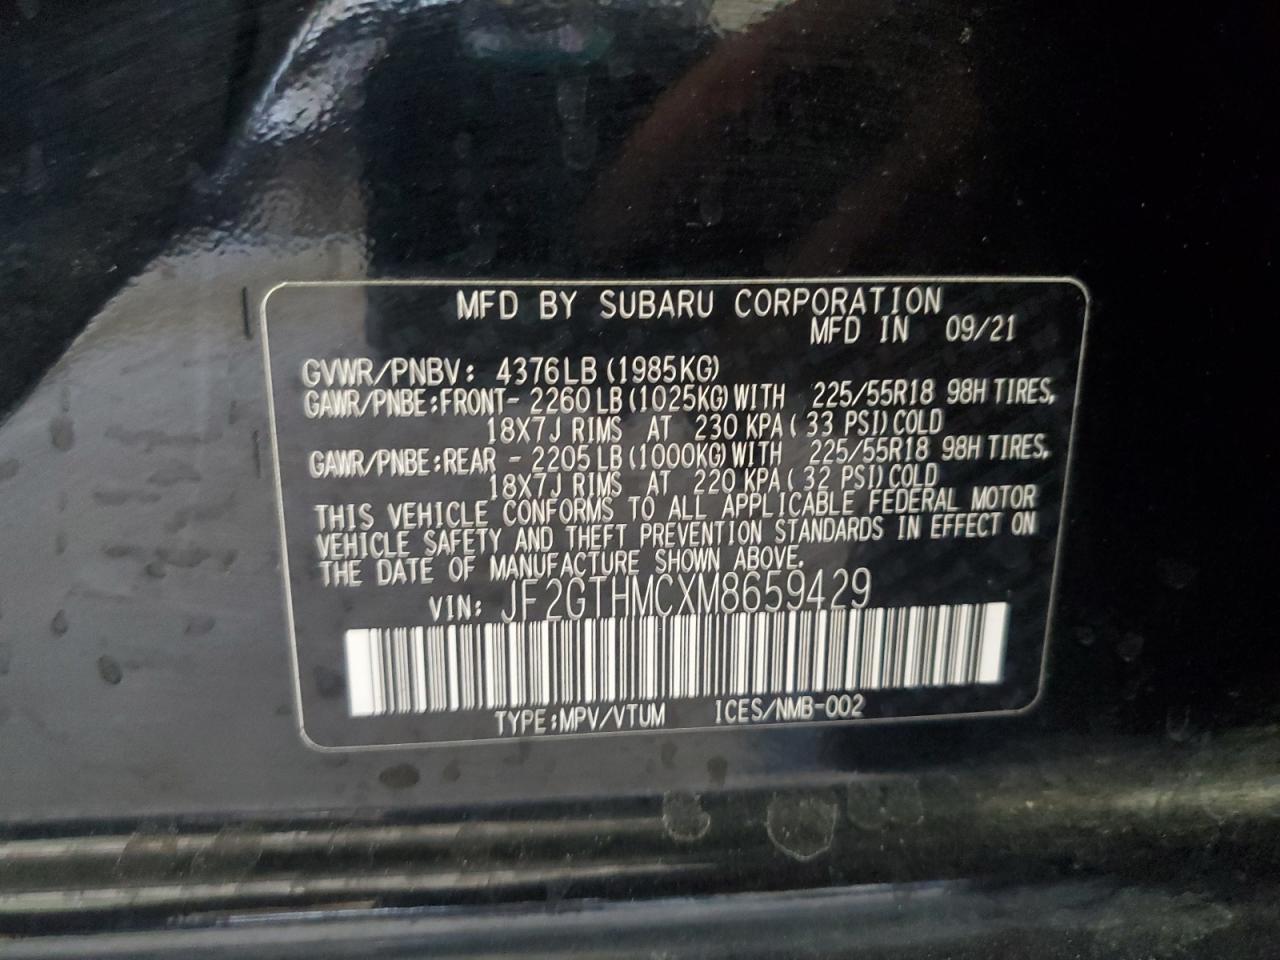 MFD BY SUBARU CORPORATION
MFD IN 09/21
GVWR/PNBV: 4376LB (1985KG)
GAWR/PNBE:FRONT- 2260LB(1025KG)WITH 225/55R18 98H TIRES,
18X7J RIMS AT 230 KPA( 33 PSI)COLD
GAWR/PNBE:REAR - 2205LB(1000KG)WITH 225/55R18 98H TIRES,
18X7J RIMS AT 220 KPA( 32 PSI)COLD
THIS VEHICLE CONFORMS TO ALL APPLICABLE FEDERAL MOTOR
VEHICLE SAFETY AND THEFT PREVENTION STANDARDS IN EFFECT ON
THE DATE OF MANUFACTURE SHOWN ABOVE.
VIN: JF2GTHMCXM8659429
TYPE:MPV/VTUM ICES/NMB-002